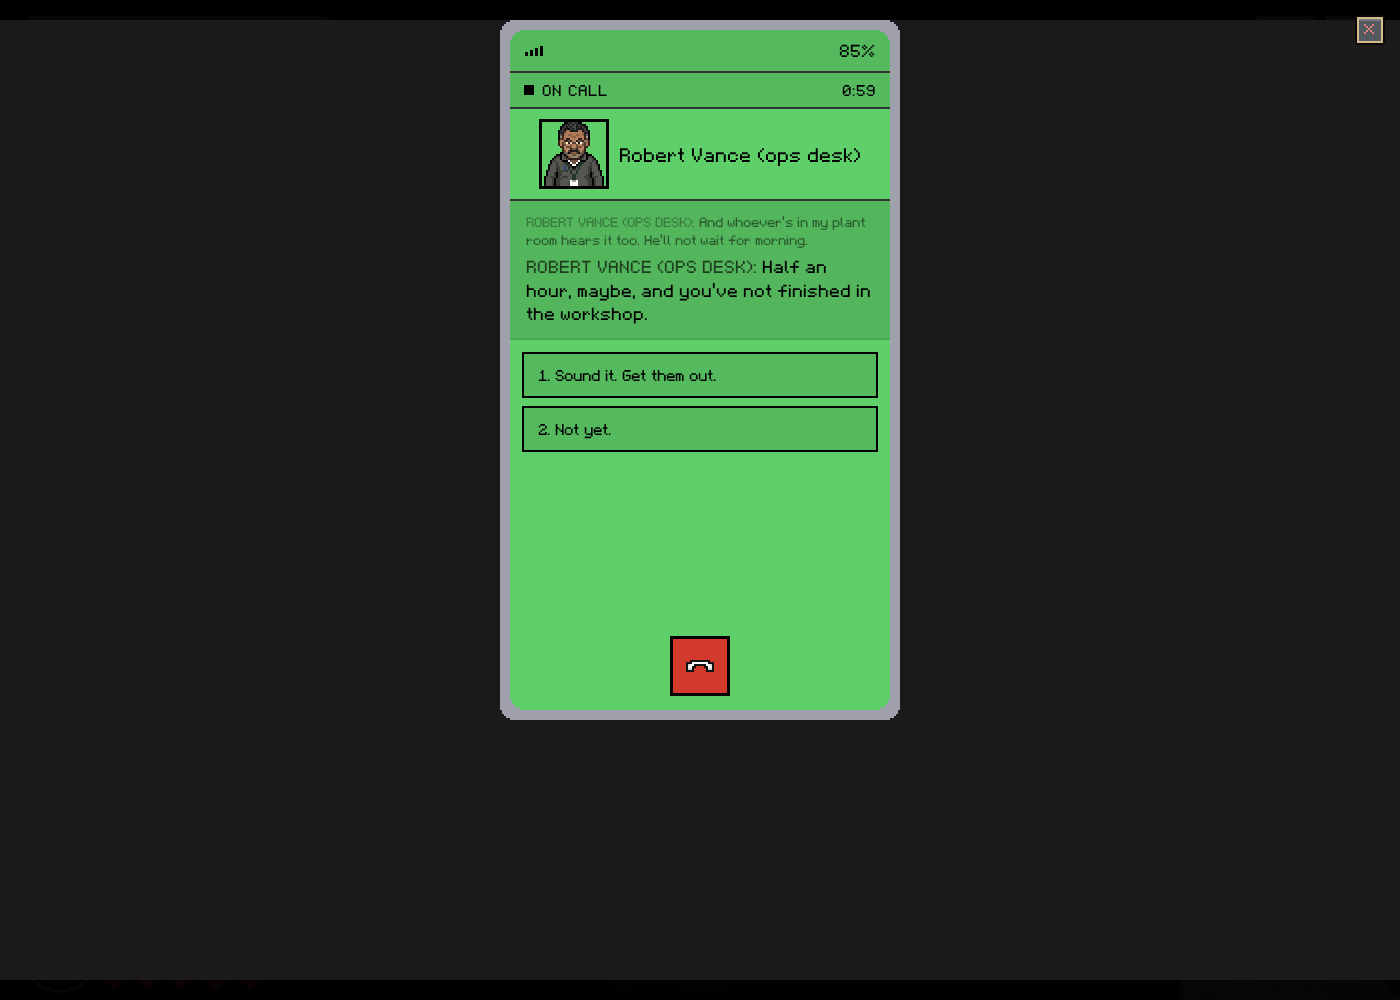 85%
ON CALL 0:59
Robert Vance (ops desk)
ROBERT VANCE (OPS DESK): And whoever's in my plant
room hears it too. He'll not wait for morning.
ROBERT VANCE (OPS DESK): Half an
hour, maybe, and you've not finished in
the workshop.
1. Sound it. Get them out.
2. Not yet.